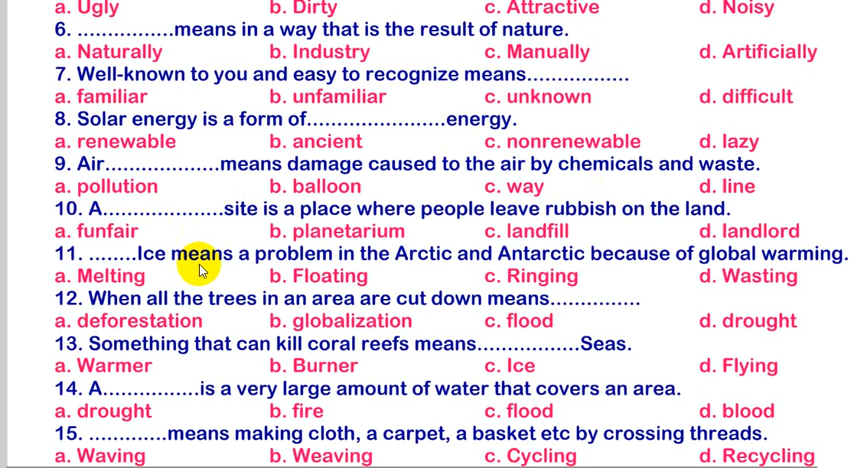 a. Ugly b. Dirty c. Attractive d. Noisy
6. ................means in a way that is the result of nature.
a. Naturally b. Industry c. Manually d. Artificially
7. Well-known to you and easy to recognize means.................
a. familiar b. unfamiliar c. unknown d. difficult
8. Solar energy is a form of.......................energy.
a. renewable b. ancient c. nonrenewable d. lazy
9. Air...................means damage caused to the air by chemicals and waste.
a. pollution b. balloon c. way d. line
10. A....................site is a place where people leave rubbish on the land.
a. funfair b. planetarium c. landfill d. landlord
11. ........Ice means a problem in the Arctic and Antarctic because of global warming.
a. Melting b. Floating c. Ringing d. Wasting
12. When all the trees in an area are cut down means...............
a. deforestation b. globalization c. flood d. drought
13. Something that can kill coral reefs means.................Seas.
a. Warmer b. Burner c. Ice d. Flying
14. A................is a very large amount of water that covers an area.
a. drought b. fire c. flood d. blood
15. .............means making cloth, a carpet, a basket etc by crossing threads.
a. Waving b. Weaving c. Cycling d. Recycling